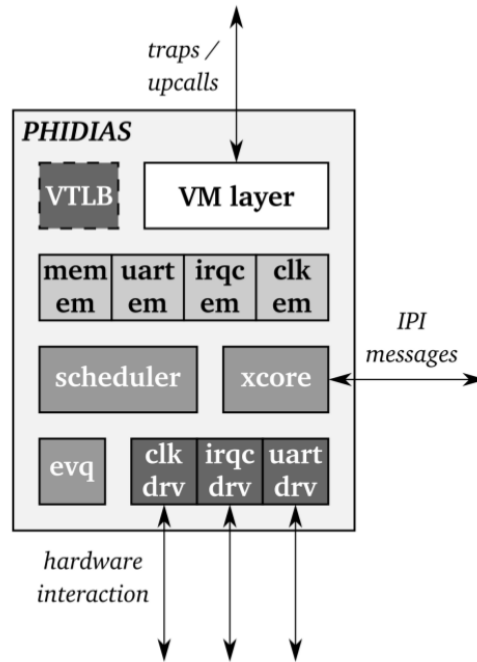 traps /
upcalls
PHIDIAS
VTLB
VM layer
mem uart irqc clk
em em em em
IPI
messages
scheduler xcore
evq
clk irqc uart
drv drv drv
hardware
interaction